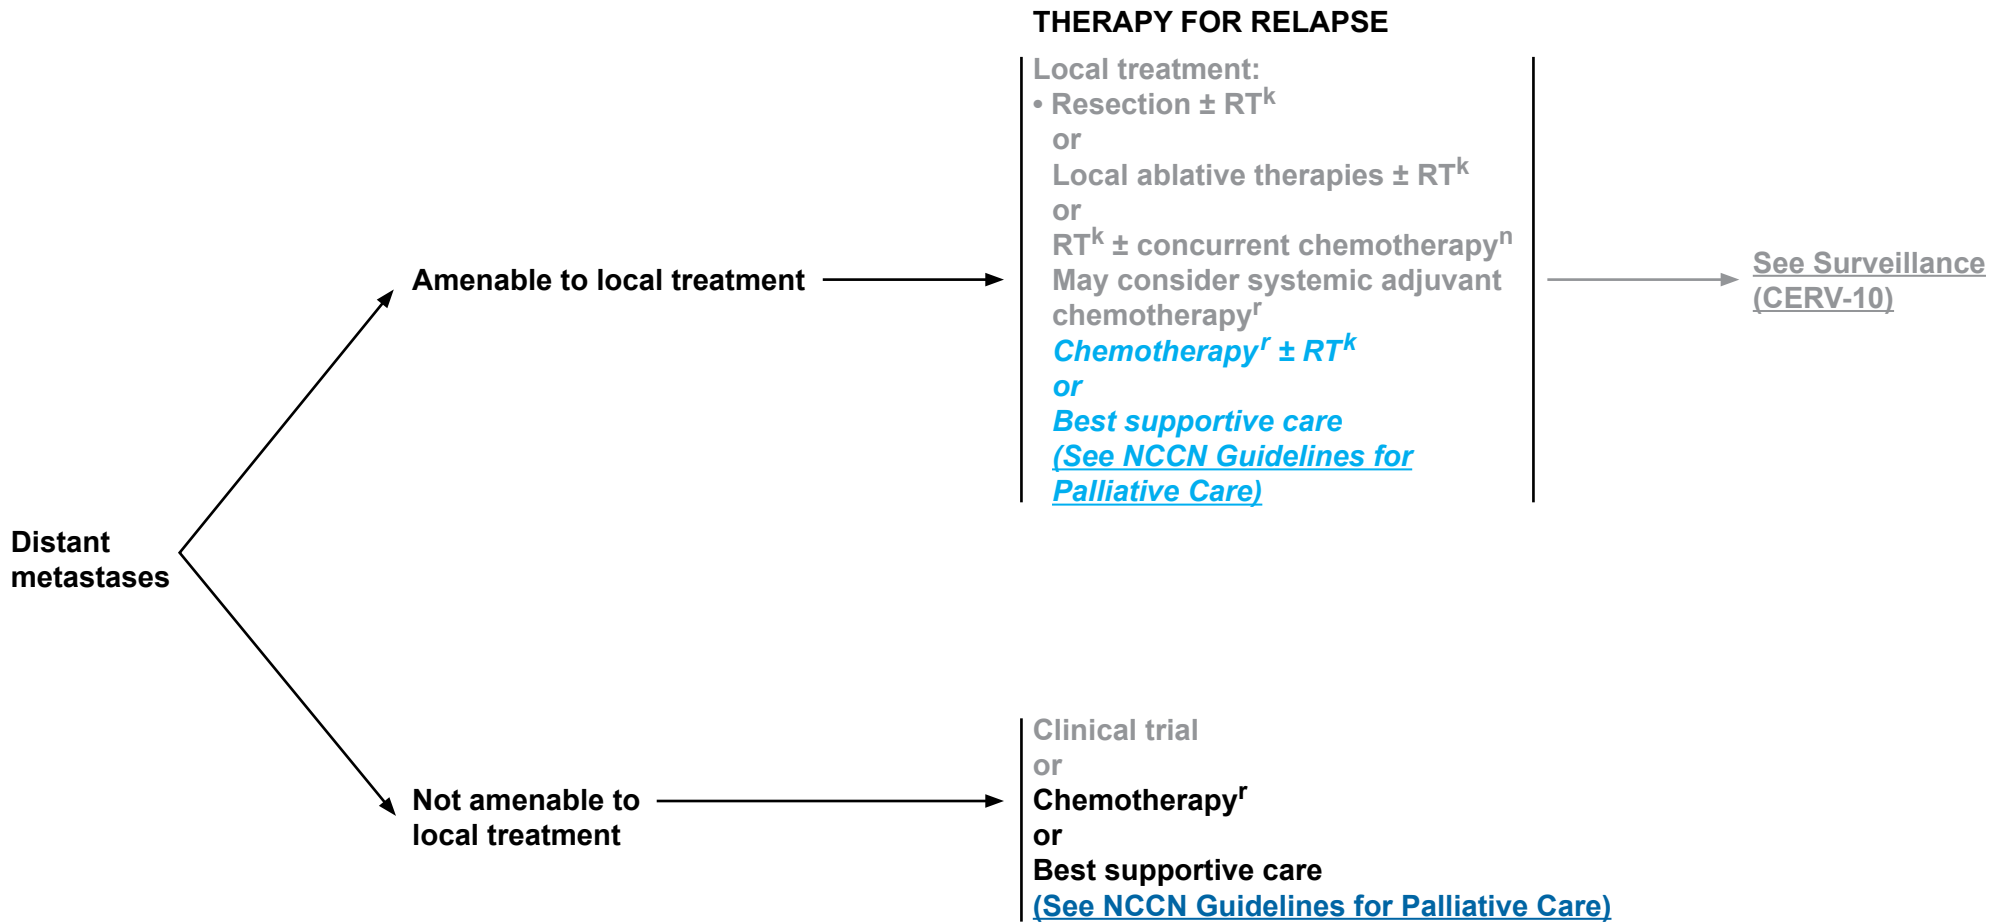 THERAPY FOR RELAPSE
Local treatment:
• Resection ± RTk
or
Local ablative therapies ± RTk
or
RTk ± concurrent chemotherapyn
May consider systemic adjuvant
chemotherapyr
Chemotherapyr ± RTk
or
Best supportive care
(See NCCN Guidelines for
Palliative Care)
Amenable to local treatment
See Surveillance
(CERV-10)
Distant
metastases
Not amenable to
local treatment
Clinical trial
or
Chemotherapyr
or
Best supportive care
(See NCCN Guidelines for Palliative Care)